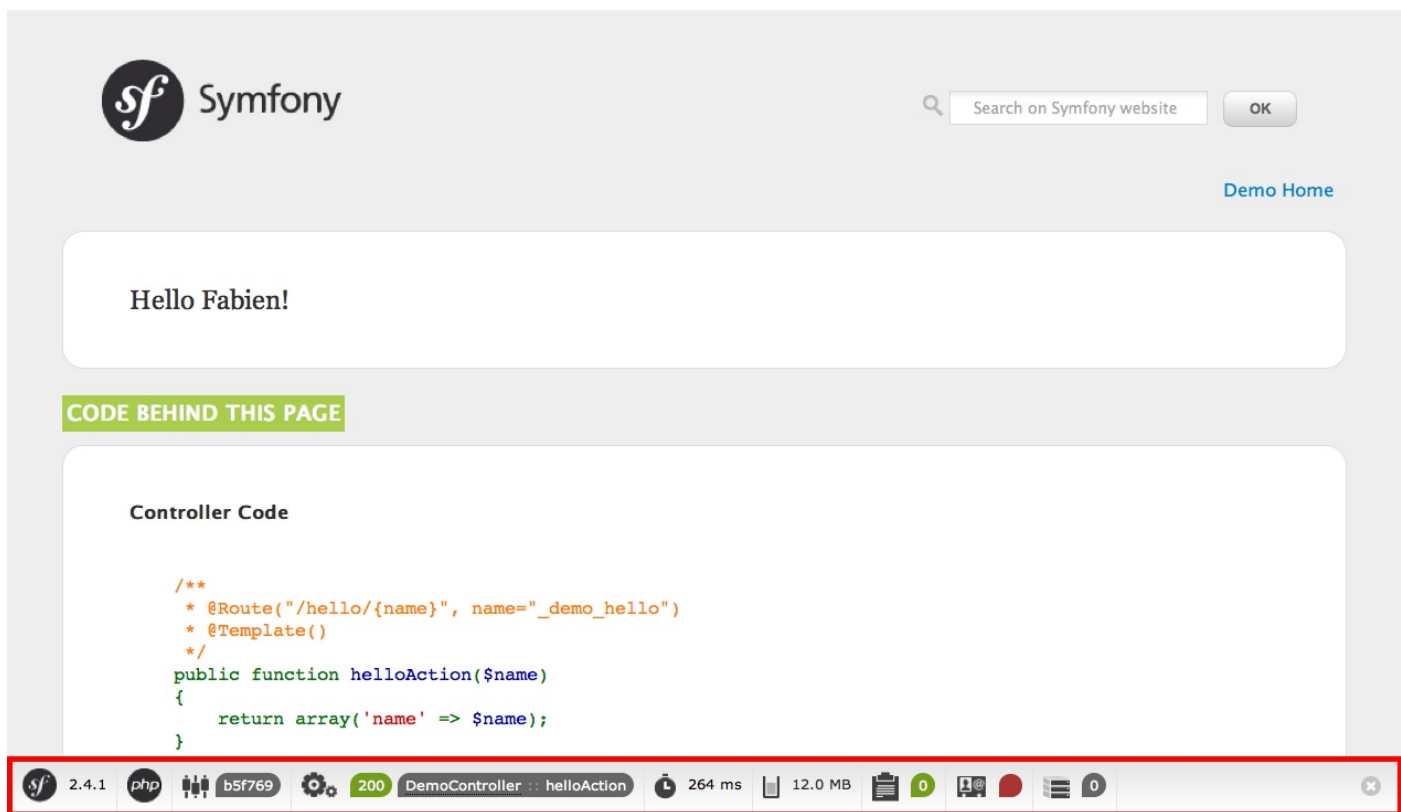 sf Symfony
Search on Symfony website OK
Demo Home
Hello Fabien!
CODE BEHIND THIS PAGE
Controller Code
/**
* @Route("/hello/{name}", name="_demo_hello")
* @Template()
*/
public function helloAction($name)
{
return array('name' => $name);
}
sf 2.4.1 php b5f769 200 DemoController :: helloAction 264 ms 12.0 MB 0 0